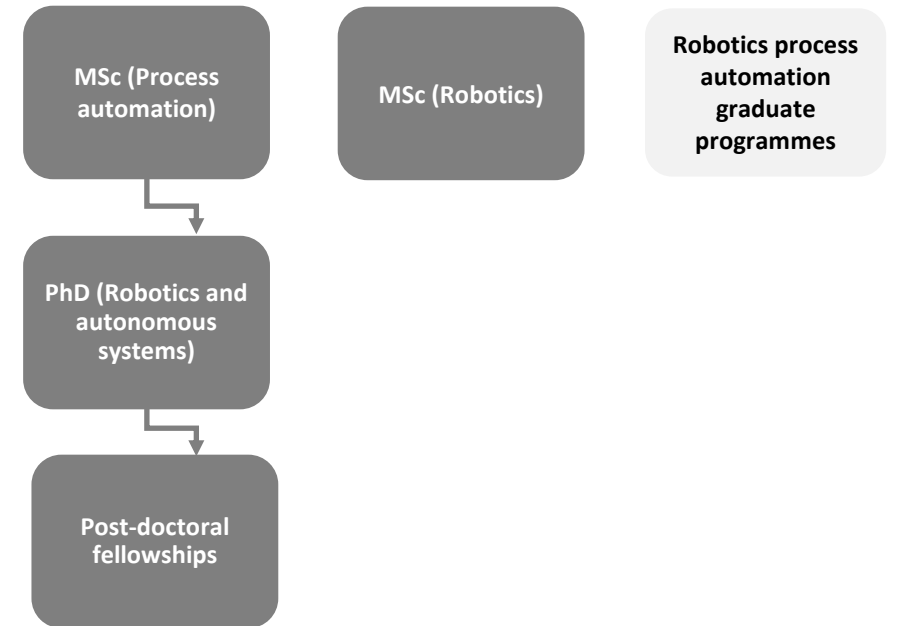 MSc (Process
automation)
MSc (Robotics)
Robotics process
automation
graduate
programmes
PhD (Robotics and
autonomous
systems)
Post-doctoral
fellowships